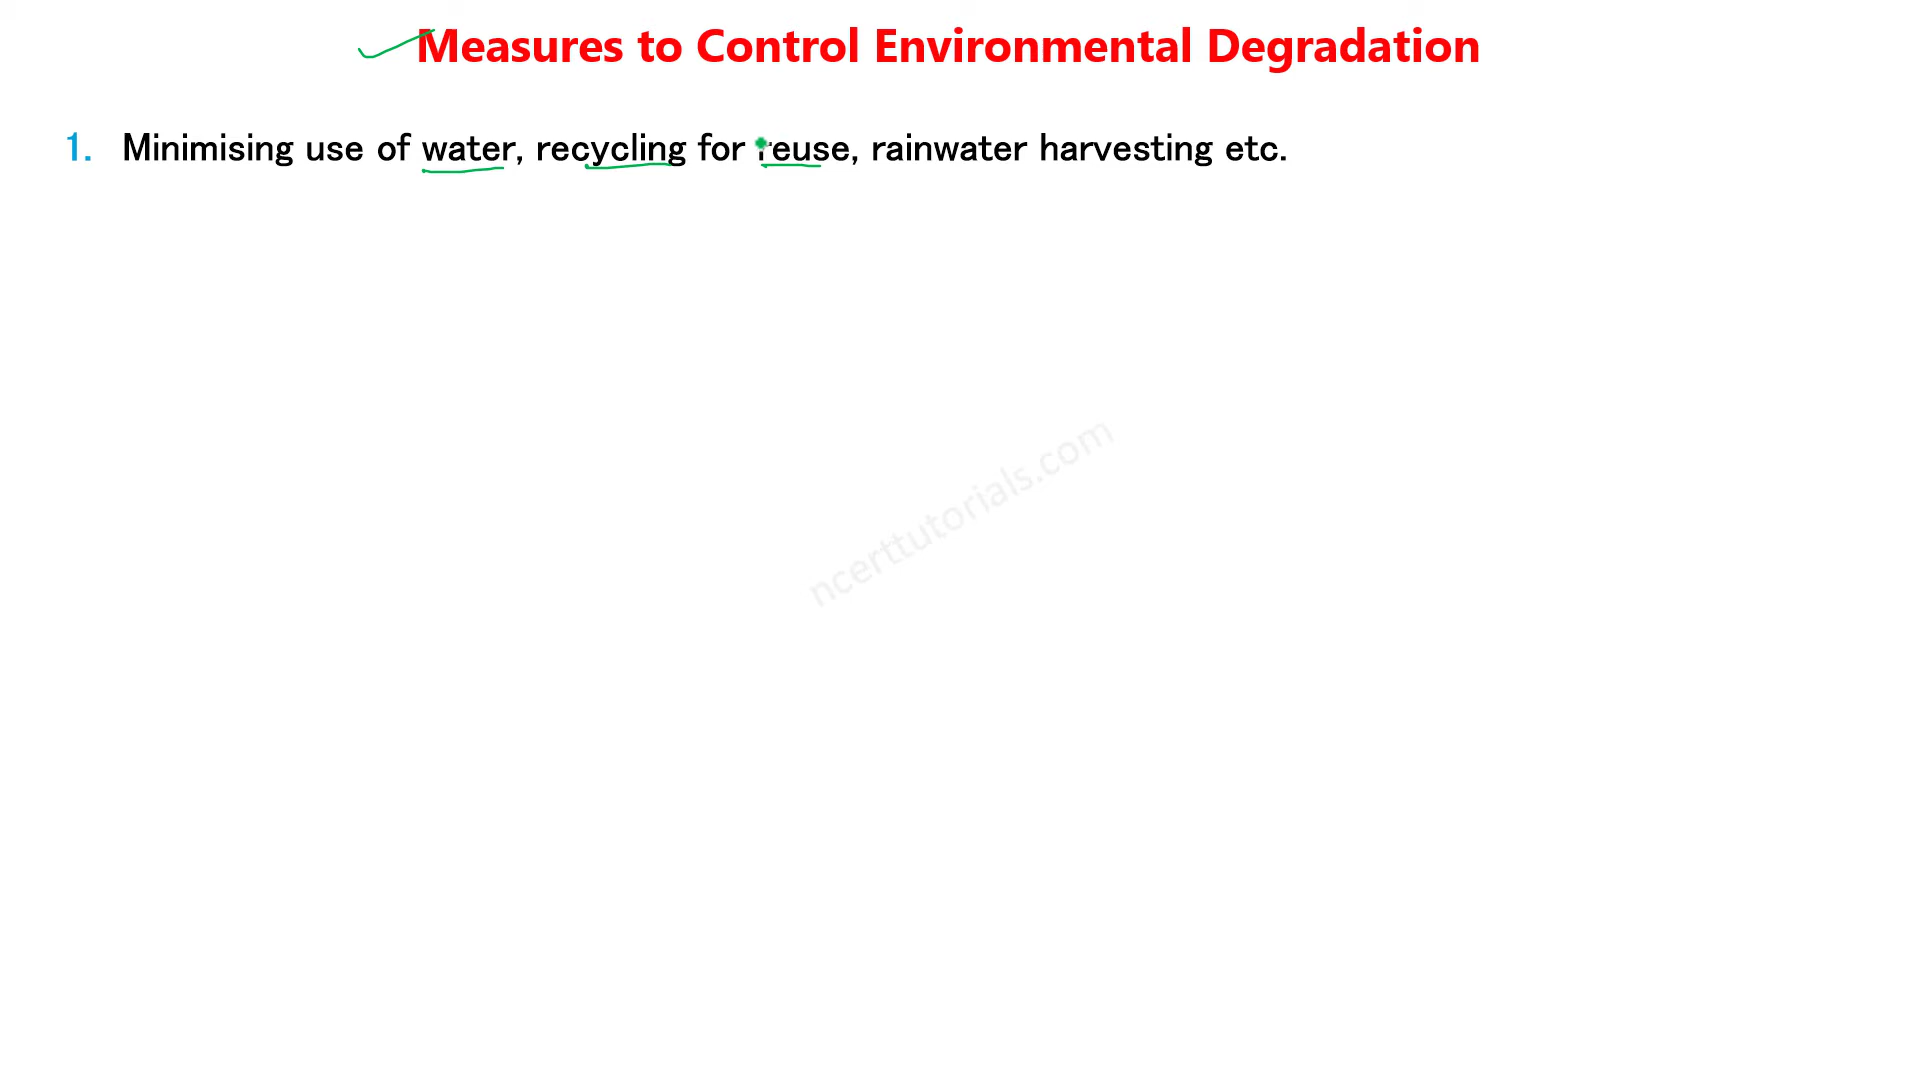 Measures to Control Environmental Degradation
1. Minimising use of water, recycling for reuse, rainwater harvesting etc.
ncerttutorials.com